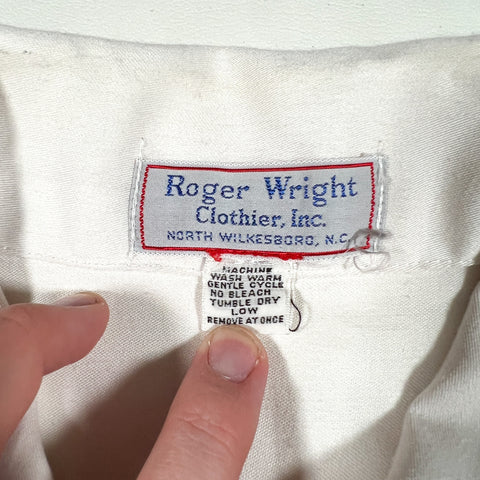 Roger Wright
Clothier, Inc.
NORTH WILKESBORO, N.C.
MACHINE
WASH WARM
GENTLE CYCLE
NO BLEACH
TUMBLE DRY
LOW
REMOVE AT ONCE